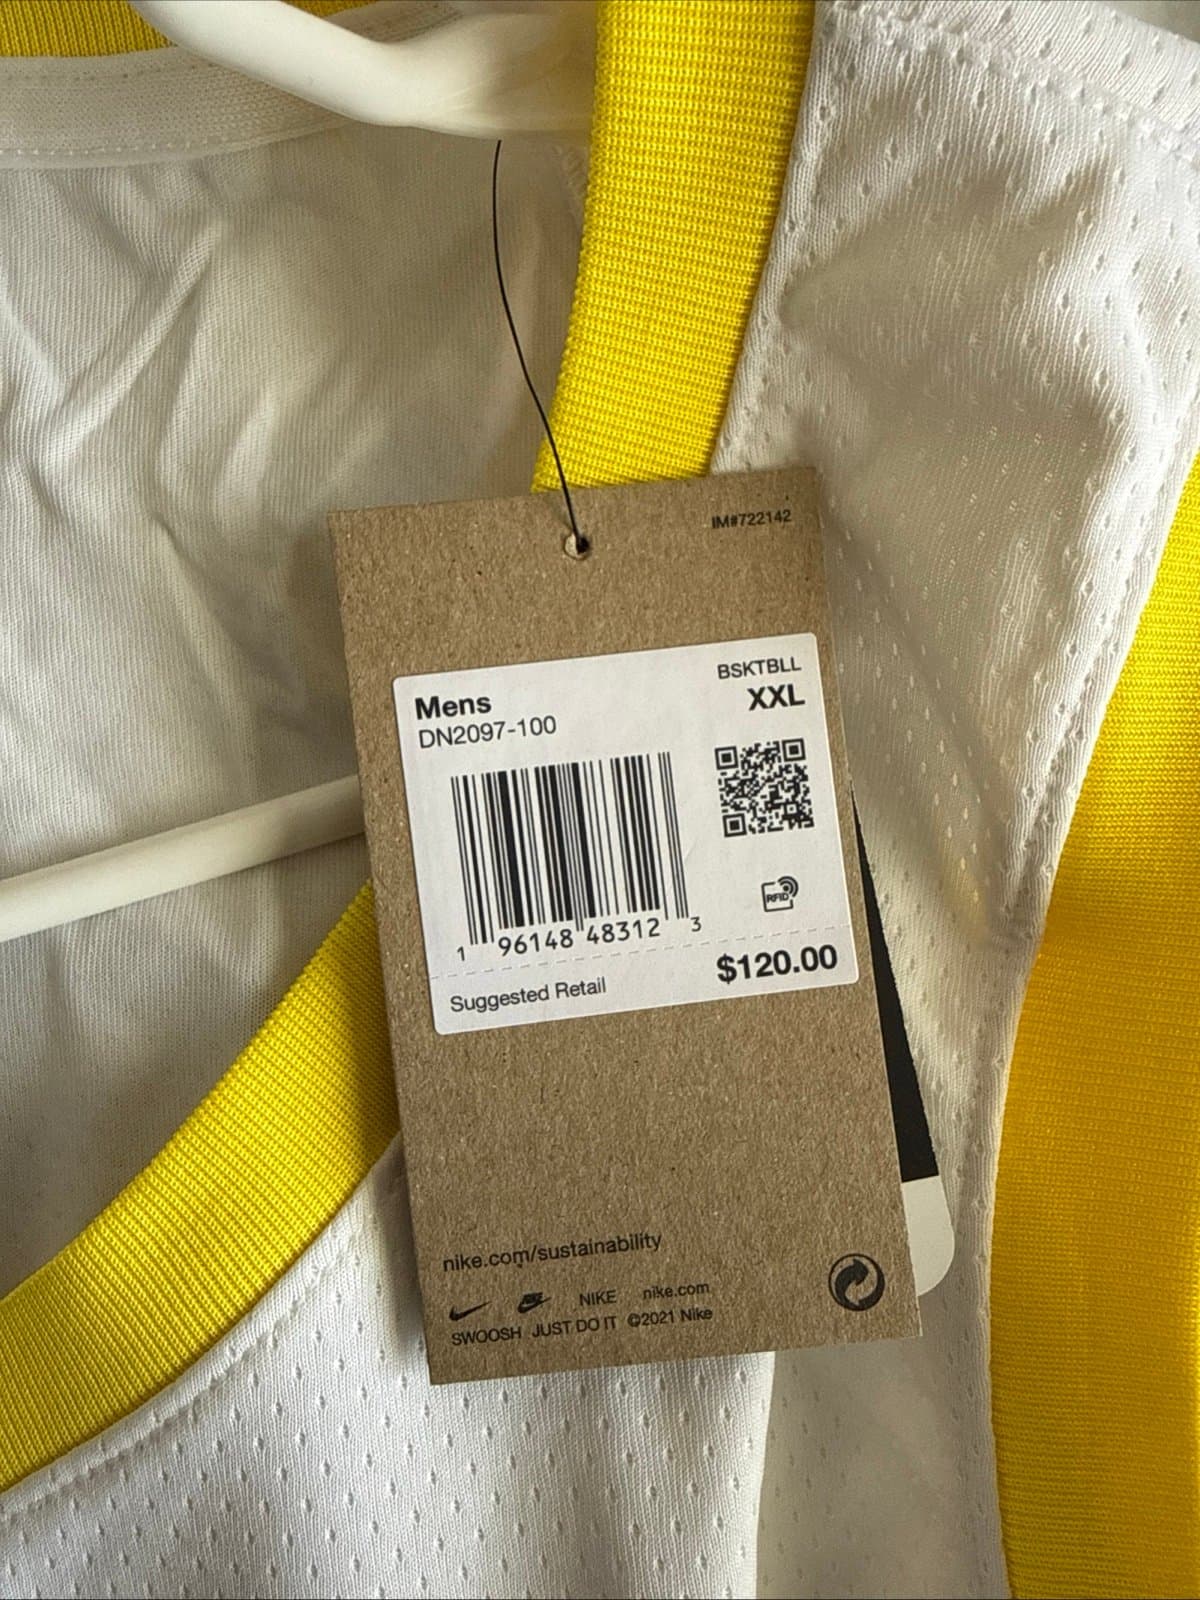 IM#722142
BSKTBLL
Mens XXL
DN2097-100
RFID
1 96148 48312 3
Suggested Retail $120.00
nike.com/sustainability
NIKE nike.com
SWOOSH JUST DO IT ©2021 Nike